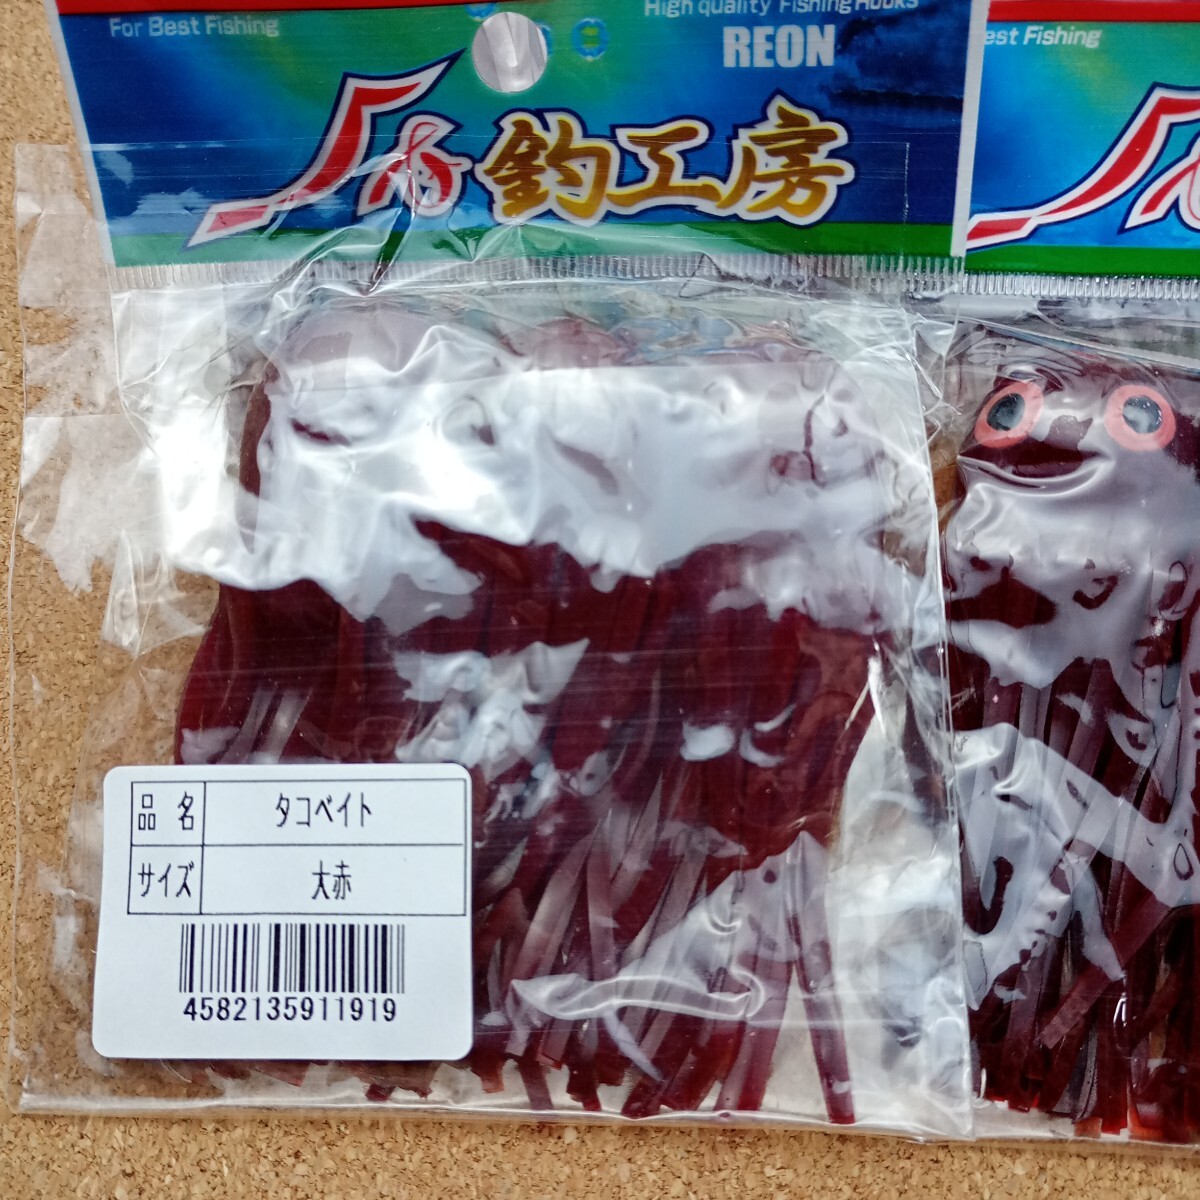 For Best Fishing
High quality Fishing Hooks
REON
釣工房
est Fishing
品名 タコベイト
サイズ 大赤
4582135911919